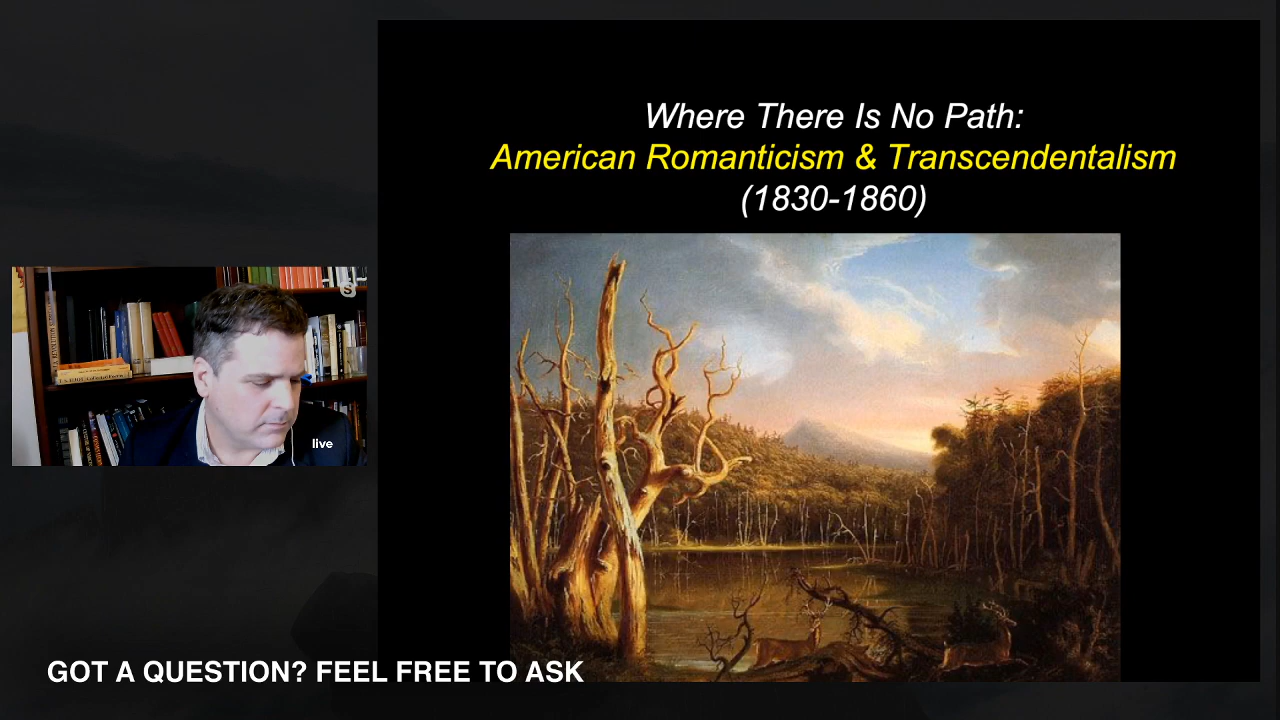 Where There Is No Path:
American Romanticism & Transcendentalism
(1830-1860)
live
GOT A QUESTION? FEEL FREE TO ASK